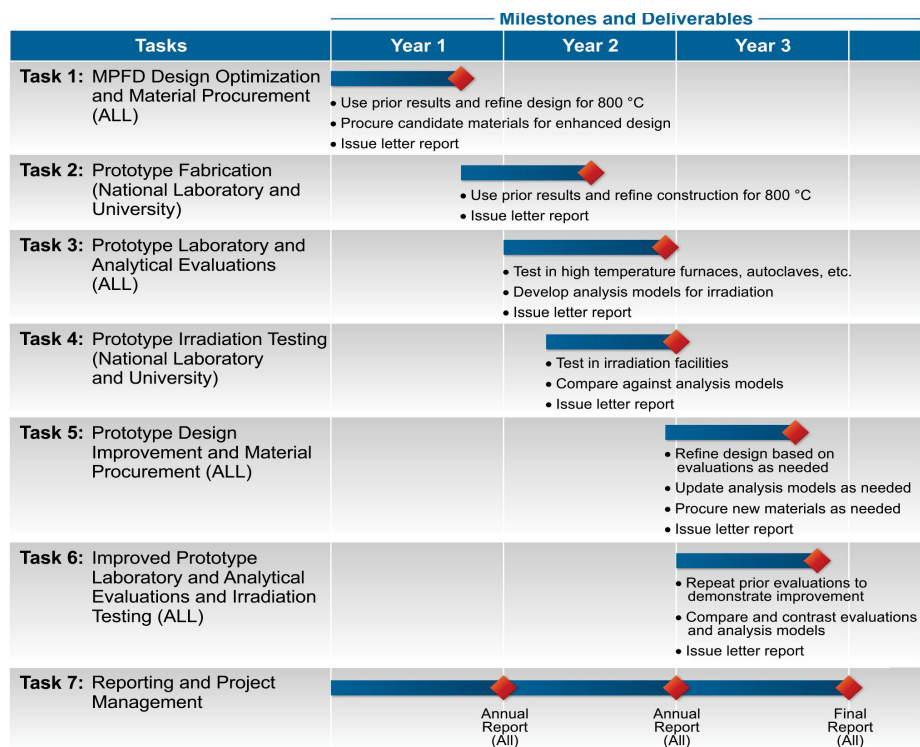 Milestones and Deliverables
Tasks
Year 1
Year 2
Year 3
Task 1: MPFD Design Optimization
and Material Procurement
(ALL)
• Use prior results and refine design for 800 °C
• Procure candidate materials for enhanced design
• Issue letter report
Task 2: Prototype Fabrication
(National Laboratory and
University)
• Use prior results and refine construction for 800 °C
• Issue letter report
Task 3: Prototype Laboratory and
Analytical Evaluations
(ALL)
• Test in high temperature furnaces, autoclaves, etc.
• Develop analysis models for irradiation
• Issue letter report
Task 4: Prototype Irradiation Testing
(National Laboratory
and University)
• Test in irradiation facilities
• Compare against analysis models
• Issue letter report
Task 5: Prototype Design
Improvement and Material
Procurement (ALL)
• Refine design based on
evaluations as needed
• Update analysis models as needed
• Procure new materials as needed
• Issue letter report
Task 6: Improved Prototype
Laboratory and Analytical
Evaluations and Irradiation
Testing (ALL)
• Repeat prior evaluations to
demonstrate improvement
• Compare and contrast evaluations
and analysis models
• Issue letter report
Task 7: Reporting and Project
Management
Annual
Report
(All)
Annual
Report
(All)
Final
Report
(All)